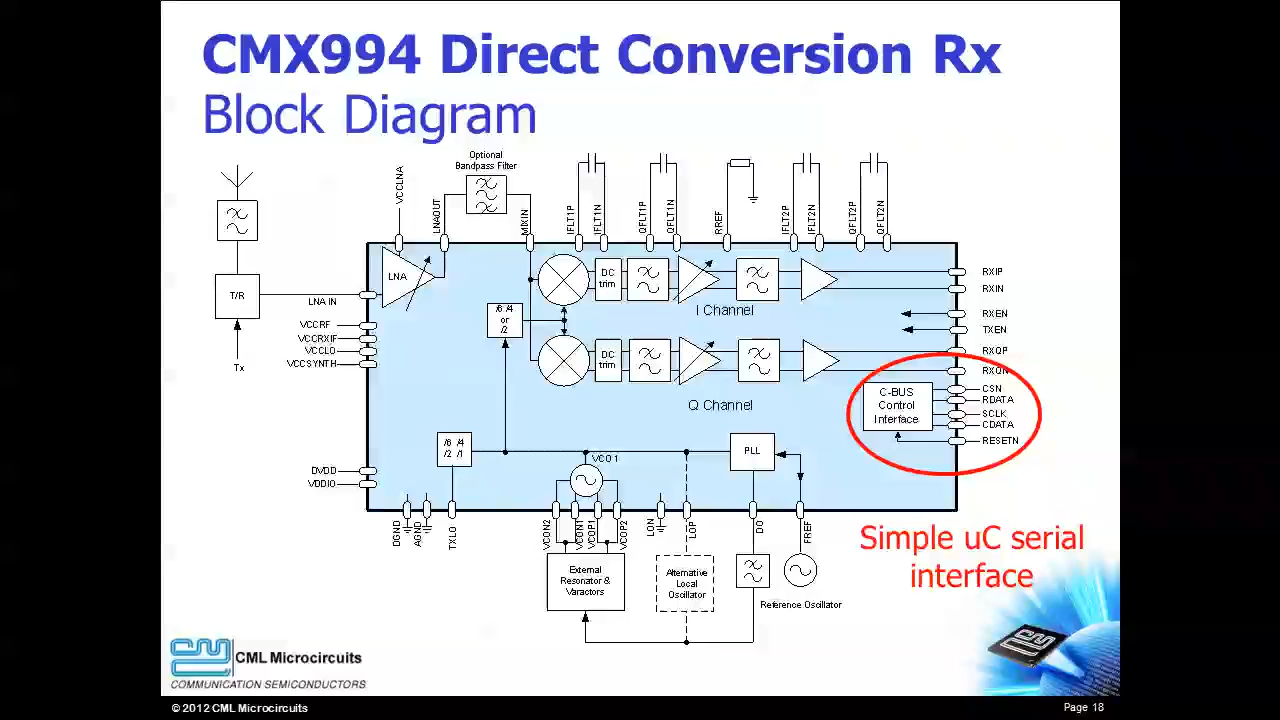 CMX994 Direct Conversion Rx
Block Diagram
Optional
Bandpass Filter
VCCLNA
LNAOUT
MIXIN
IFLT1P
IFLT1N
QFLT1P
QFLT1N
RREF
IFLT2P
IFLT2N
QFLT2P
QFLT2N
LNA
DC
trim
RXIP
RXIN
T/R
LNA IN
I Channel
/6 /4
or
/2
RXEN
TXEN
VCCRF
VCCRXIF
VCCLO
VCCSYNTH
Tx
DC
trim
RXQP
RXQN
Q Channel
C-BUS
Control
Interface
CSN
RDATA
SCLK
CDATA
RESETN
/6 /4
/2 /1
VCO 1
PLL
DVDD
VDDIO
DGND
AGND
TXLO
VCON2
VCON1
VCOP1
VCOP2
LON
LOP
DO
FREF
Simple uC serial
interface
External
Resonator &
Varactors
Alternative
Local
Oscillator
Reference Oscillator
CML Microcircuits
COMMUNICATION SEMICONDUCTORS
© 2012 CML Microcircuits
Page 18